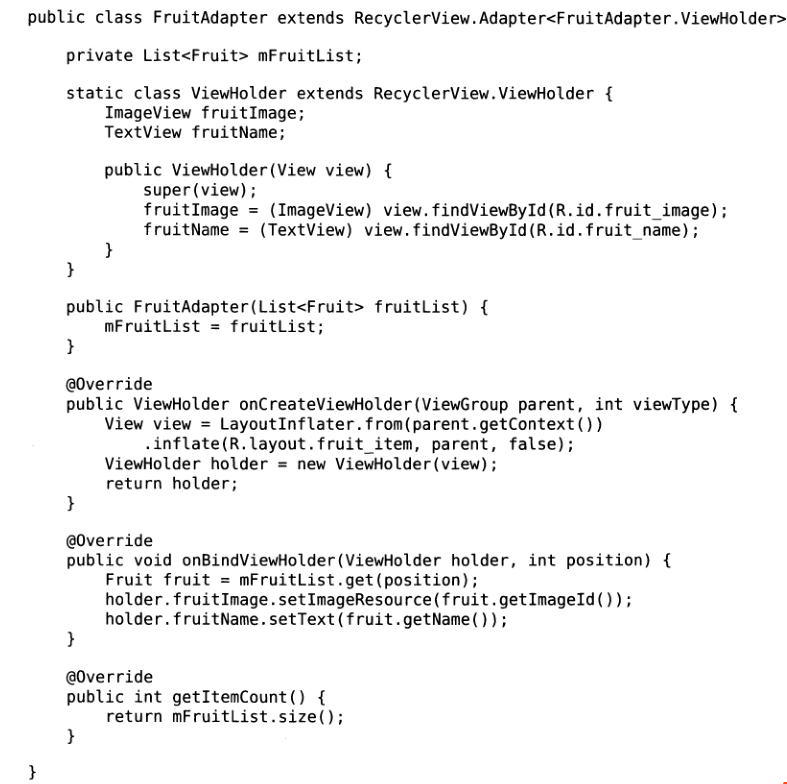 public class FruitAdapter extends RecyclerView.Adapter<FruitAdapter.ViewHolder>
private List<Fruit> mFruitList;
static class ViewHolder extends RecyclerView.ViewHolder {
ImageView fruitImage;
TextView fruitName;
public ViewHolder(View view) {
super(view);
fruitImage = (ImageView) view.findViewById(R.id.fruit_image);
fruitName = (TextView) view.findViewById(R.id.fruit_name);
}
}
public FruitAdapter(List<Fruit> fruitList) {
mFruitList = fruitList;
}
@Override
public ViewHolder onCreateViewHolder(ViewGroup parent, int viewType) {
View view = LayoutInflater.from(parent.getContext())
.inflate(R.layout.fruit_item, parent, false);
ViewHolder holder = new ViewHolder(view);
return holder;
}
@Override
public void onBindViewHolder(ViewHolder holder, int position) {
Fruit fruit = mFruitList.get(position);
holder.fruitImage.setImageResource(fruit.getImageId());
holder.fruitName.setText(fruit.getName());
}
@Override
public int getItemCount() {
return mFruitList.size();
}
}